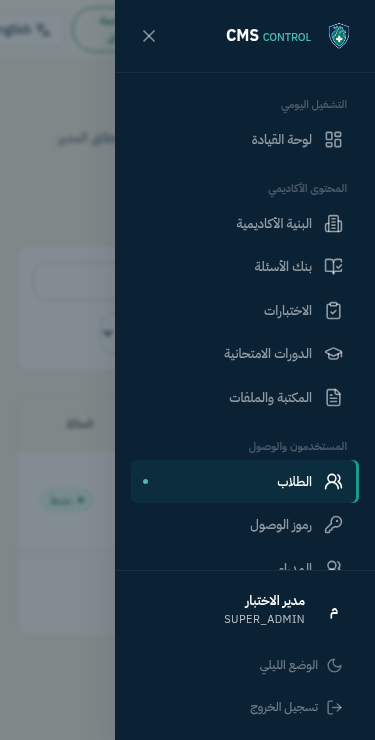 CMS CONTROL
التشغيل اليومي
لوحة القيادة
المحتوى الأكاديمي
البنية الأكاديمية
بنك الأسئلة
الاختبارات
الدورات الامتحانية
المكتبة والملفات
المستخدمون والوصول
الطلاب
رموز الوصول
مدير الاختبار
م
SUPER_ADMIN
الوضع الليلي
تسجيل الخروج